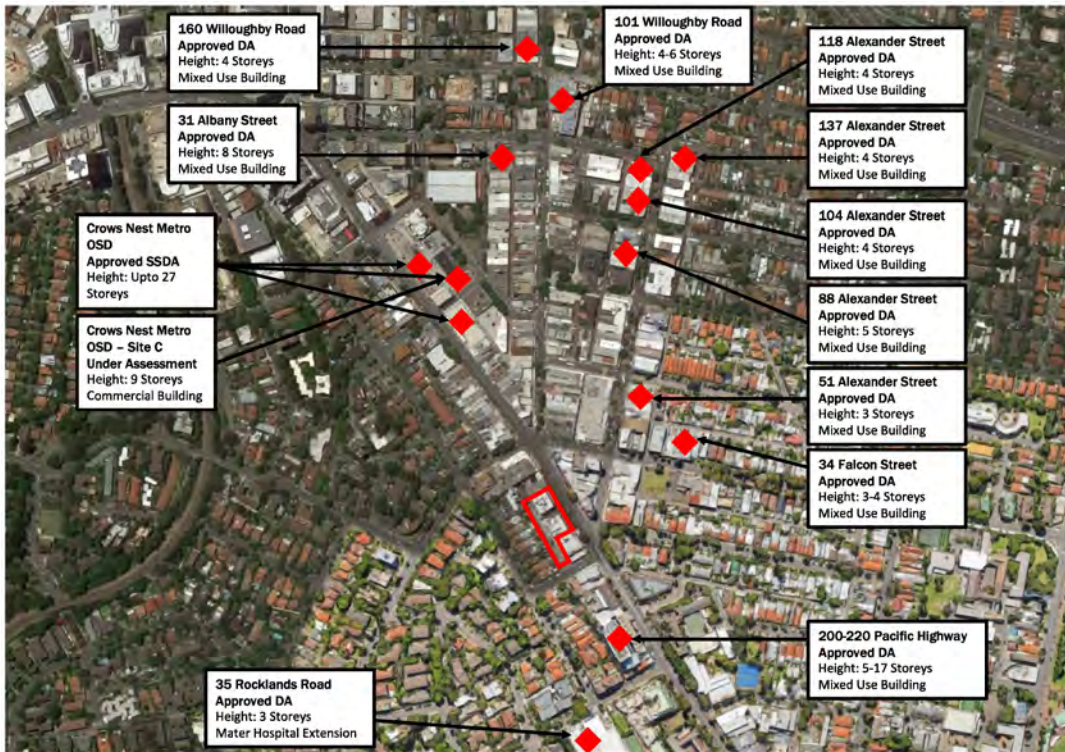 160 Willoughby Road
Approved DA
Height: 4 Storeys
Mixed Use Building
101 Willoughby Road
Approved DA
Height: 4-6 Storeys
Mixed Use Building
118 Alexander Street
Approved DA
Height: 4 Storeys
Mixed Use Building
31 Albany Street
Approved DA
Height: 8 Storeys
Mixed Use Building
137 Alexander Street
Approved DA
Height: 4 Storeys
Mixed Use Building
Crows Nest Metro
OSD
Approved SSDA
Height: Upto 27
Storeys
104 Alexander Street
Approved DA
Height: 4 Storeys
Mixed Use Building
Crows Nest Metro
OSD – Site C
Under Assessment
Height: 9 Storeys
Commercial Building
88 Alexander Street
Approved DA
Height: 5 Storeys
Mixed Use Building
51 Alexander Street
Approved DA
Height: 3 Storeys
Mixed Use Building
34 Falcon Street
Approved DA
Height: 3-4 Storeys
Mixed Use Building
200-220 Pacific Highway
Approved DA
Height: 5-17 Storeys
Mixed Use Building
35 Rocklands Road
Approved DA
Height: 3 Storeys
Mater Hospital Extension